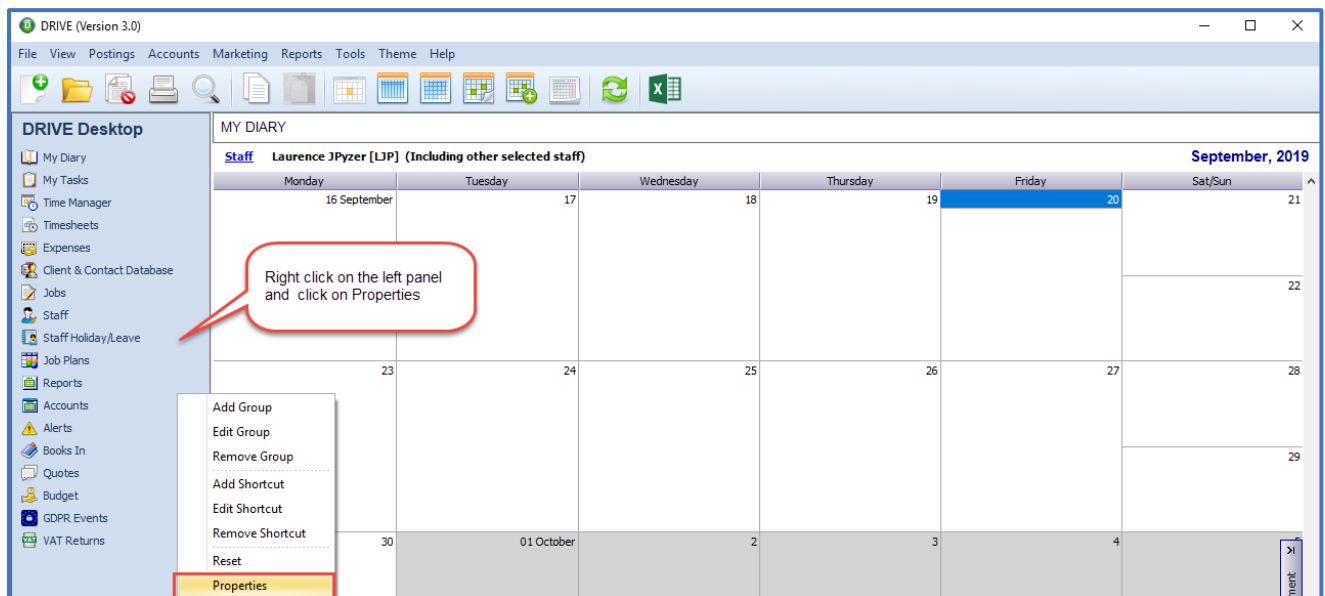 DRIVE (Version 3.0)
File View Postings Accounts Marketing Reports Tools Theme Help
DRIVE Desktop
MY DIARY
My Diary
My Tasks
Time Manager
Timesheets
Expenses
Client & Contact Database
Jobs
Staff
Staff Holiday/Leave
Job Plans
Reports
Accounts
Alerts
Books In
Quotes
Budget
GDPR Events
VAT Returns
Staff Laurence JPyzer [LJP] (Including other selected staff) September, 2019
Monday Tuesday Wednesday Thursday Friday Sat/Sun
16 September 17 18 19 20 21
22
Right click on the left panel
and click on Properties
23 24 25 26 27 28
29
30 01 October 2 3 4
Add Group
Edit Group
Remove Group
Add Shortcut
Edit Shortcut
Remove Shortcut
Reset
Properties